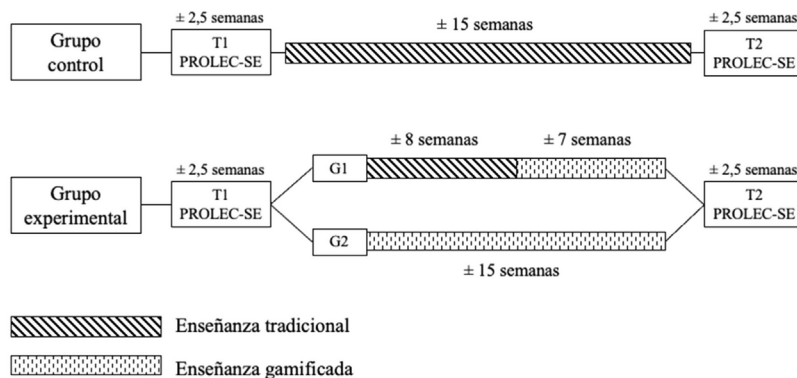 ± 2,5 semanas
± 15 semanas
± 2,5 semanas
Grupo
control
T1
PROLEC-SE
T2
PROLEC-SE
± 8 semanas
± 7 semanas
± 2,5 semanas
± 2,5 semanas
G1
Grupo
experimental
T1
PROLEC-SE
T2
PROLEC-SE
G2
± 15 semanas
Enseñanza tradicional
Enseñanza gamificada